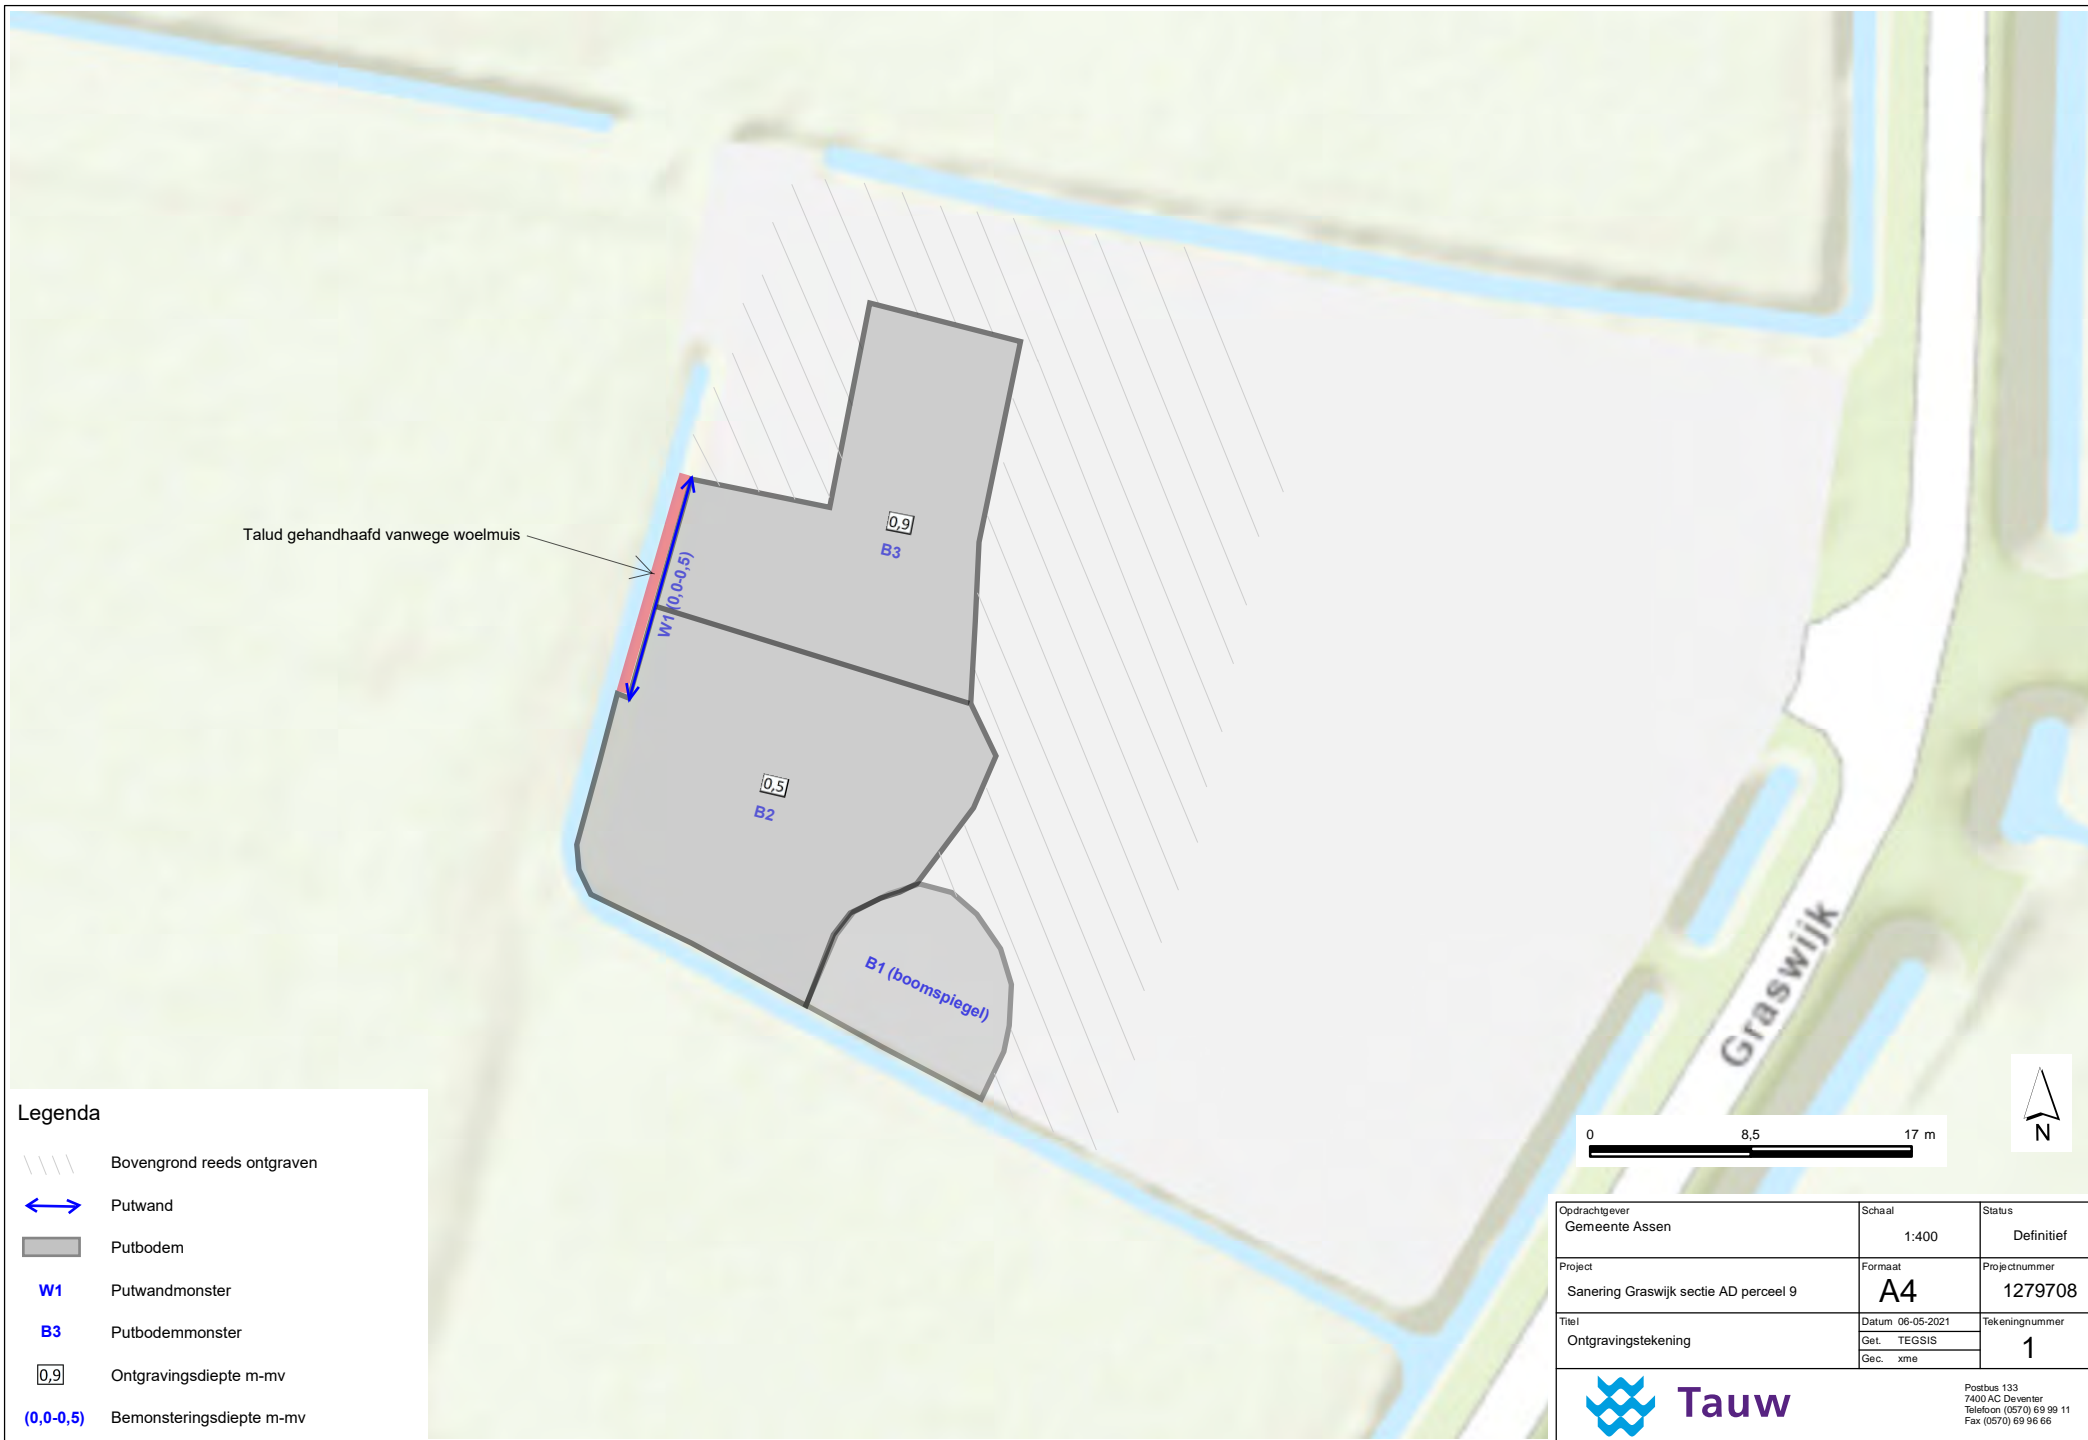 Talud gehandhaafd vanwege woelmuis
W1 (0,0-0,5)
0,9
B3
0,5
B2
B1 (boomspiegel)
Graswijk
Legenda
Bovengrond reeds ontgraven
Putwand
Putbodem
W1 Putwandmonster
B3 Putbodemmonster
0,9 Ontgravingsdiepte m-mv
(0,0-0,5) Bemonsteringsdiepte m-mv
0 8,5 17 m
N
Opdrachtgever
Gemeente Assen
Schaal
1:400
Status
Definitief
Project
Sanering Graswijk sectie AD perceel 9
Formaat
A4
Projectnummer
1279708
Titel
Ontgravingstekening
Datum 06-05-2021
Get. TEGSIS
Gec. xme
Tekeningnummer
1
Tauw
Postbus 133
7400 AC Deventer
Telefoon (0570) 69 99 11
Fax (0570) 69 96 66